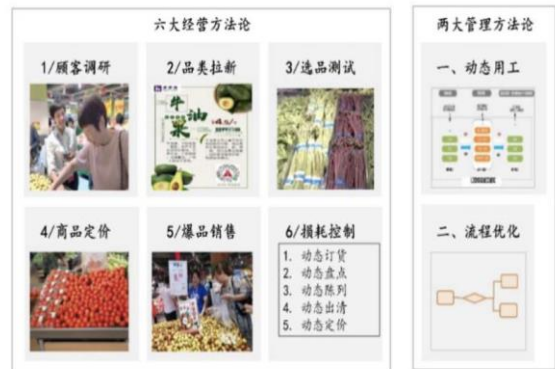 六大经营方法论
1/顾客调研
2/品类拉新
3/选品测试
牛油果
4/商品定价
5/爆品销售
6/损耗控制
1. 动态订货
2. 动态盘点
3. 动态陈列
4. 动态出清
5. 动态定价
两大管理方法论
一、动态用工
二、流程优化